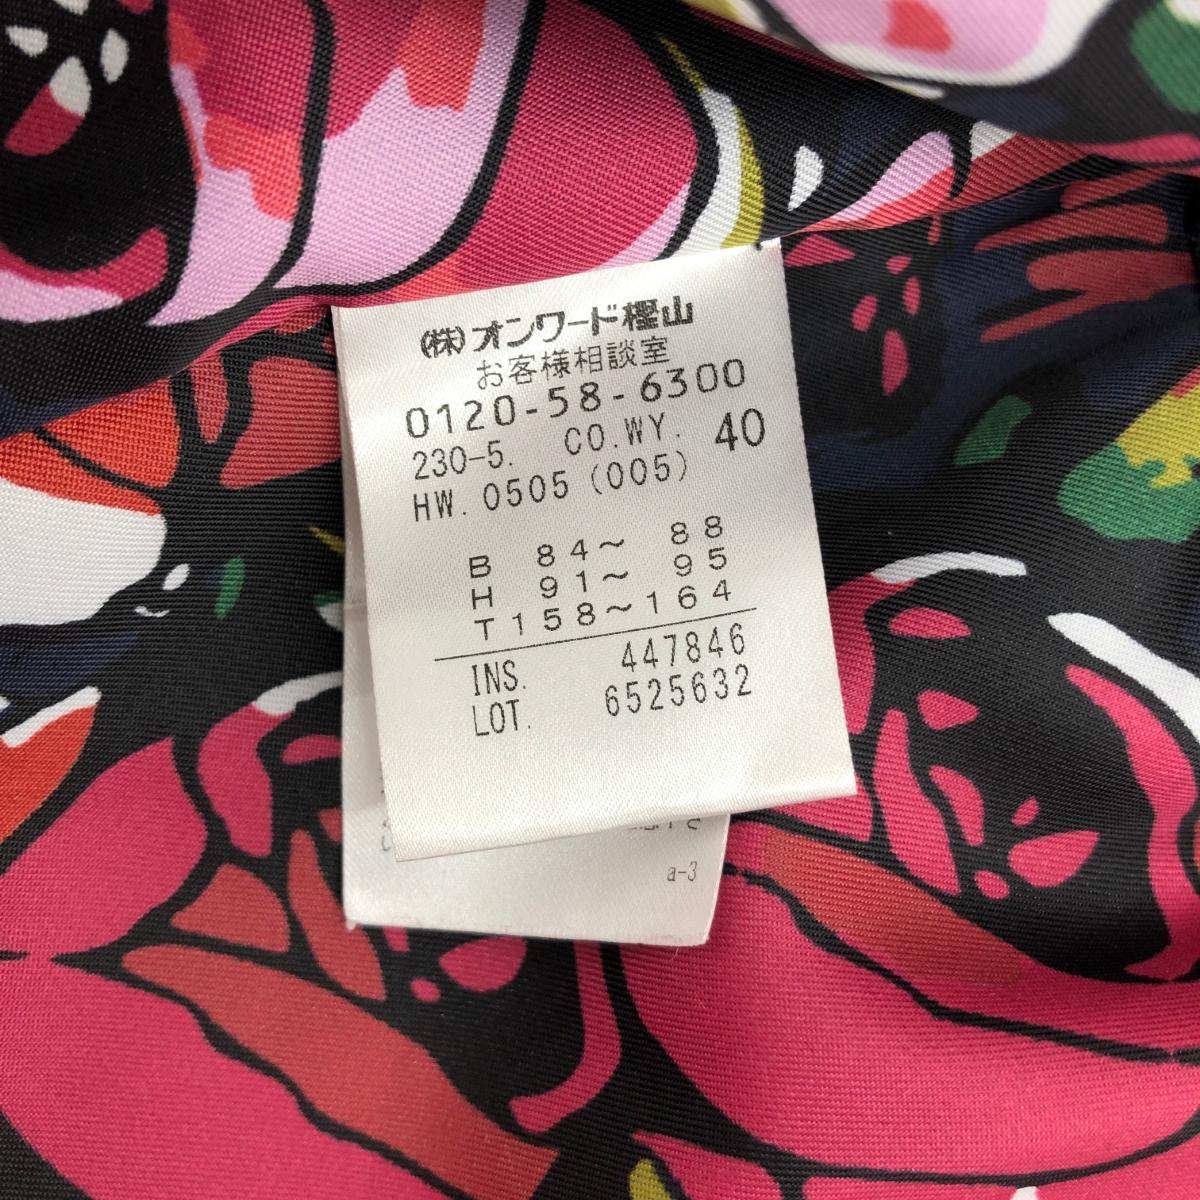 (株)オンワード樫山
お客様相談室
0120-58-6300
230-5. CO.WY. 40
HW. 0505 (005)
B 84~ 88
H 91~ 95
T158~164
INS. 447846
LOT. 6525632
a-3